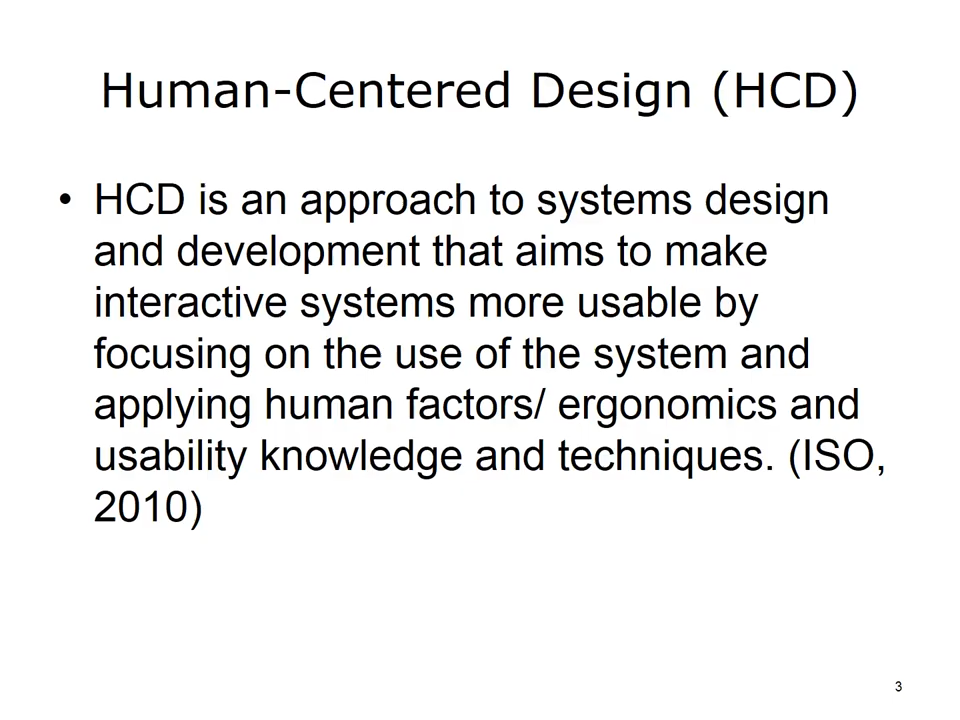 Human-Centered Design (HCD)
• HCD is an approach to systems design
and development that aims to make
interactive systems more usable by
focusing on the use of the system and
applying human factors/ ergonomics and
usability knowledge and techniques. (ISO,
2010)
3